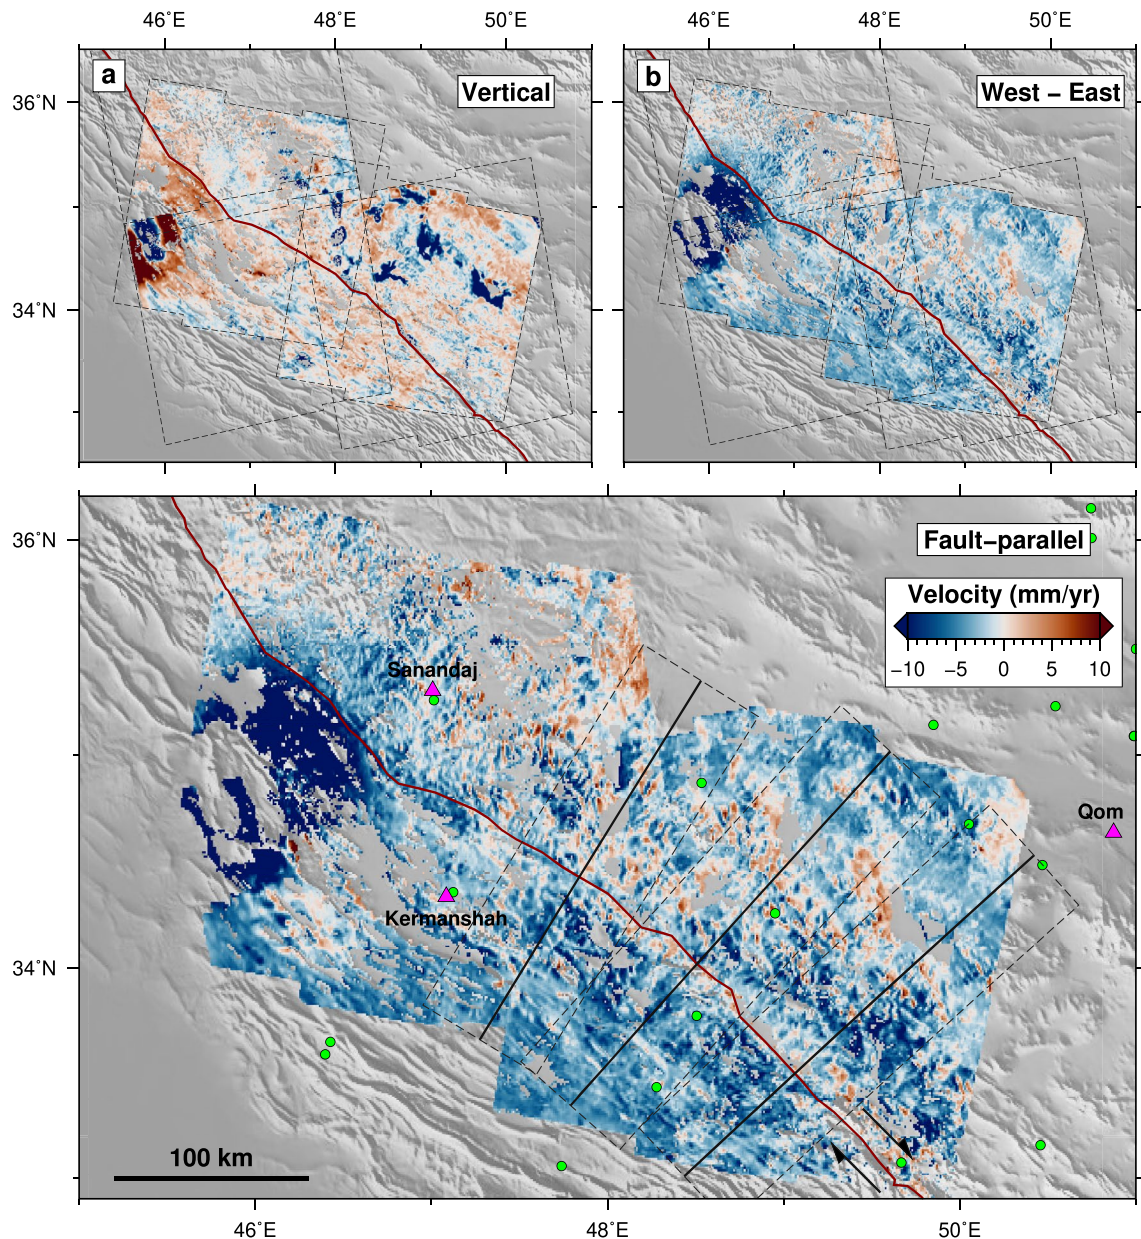 46°E 48°E 50°E 46°E 48°E 50°E
a Vertical b West – East
36°N
34°N
Fault–parallel
36°N
Velocity (mm/yr)
−10 −5 0 5 10
Sanandaj
Qom
Kermanshah
34°N
100 km
46°E 48°E 50°E